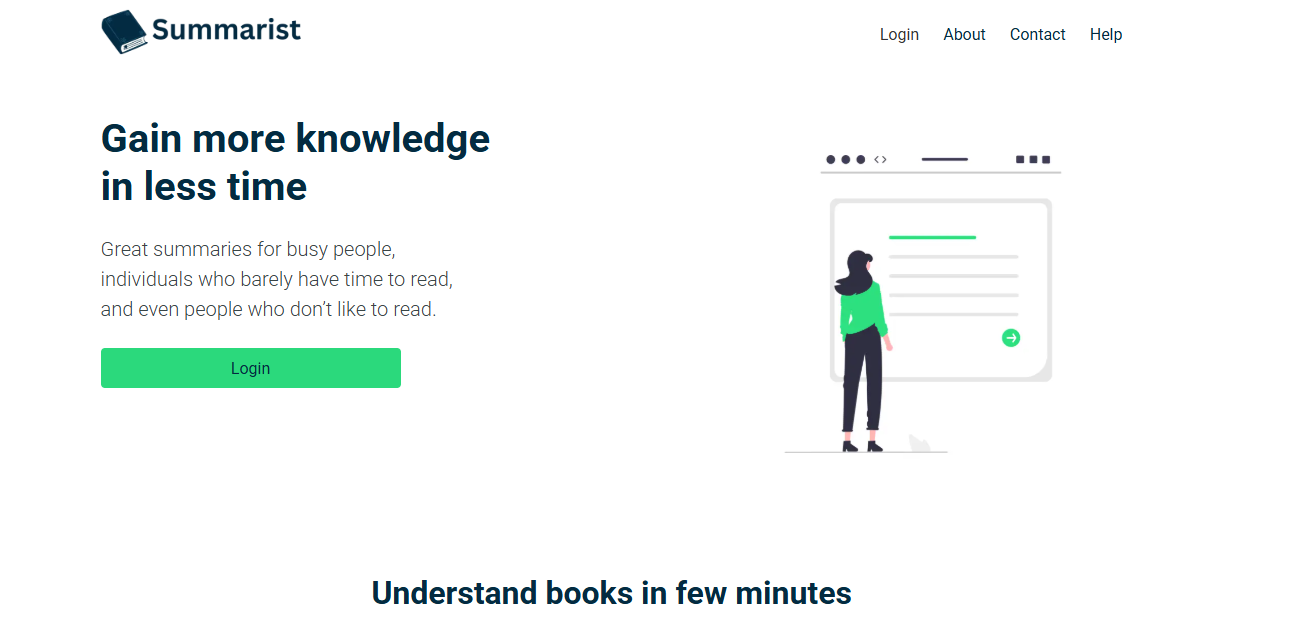 Summarist
Login About Contact Help
Gain more knowledge
in less time
Great summaries for busy people,
individuals who barely have time to read,
and even people who don’t like to read.
Login
Understand books in few minutes